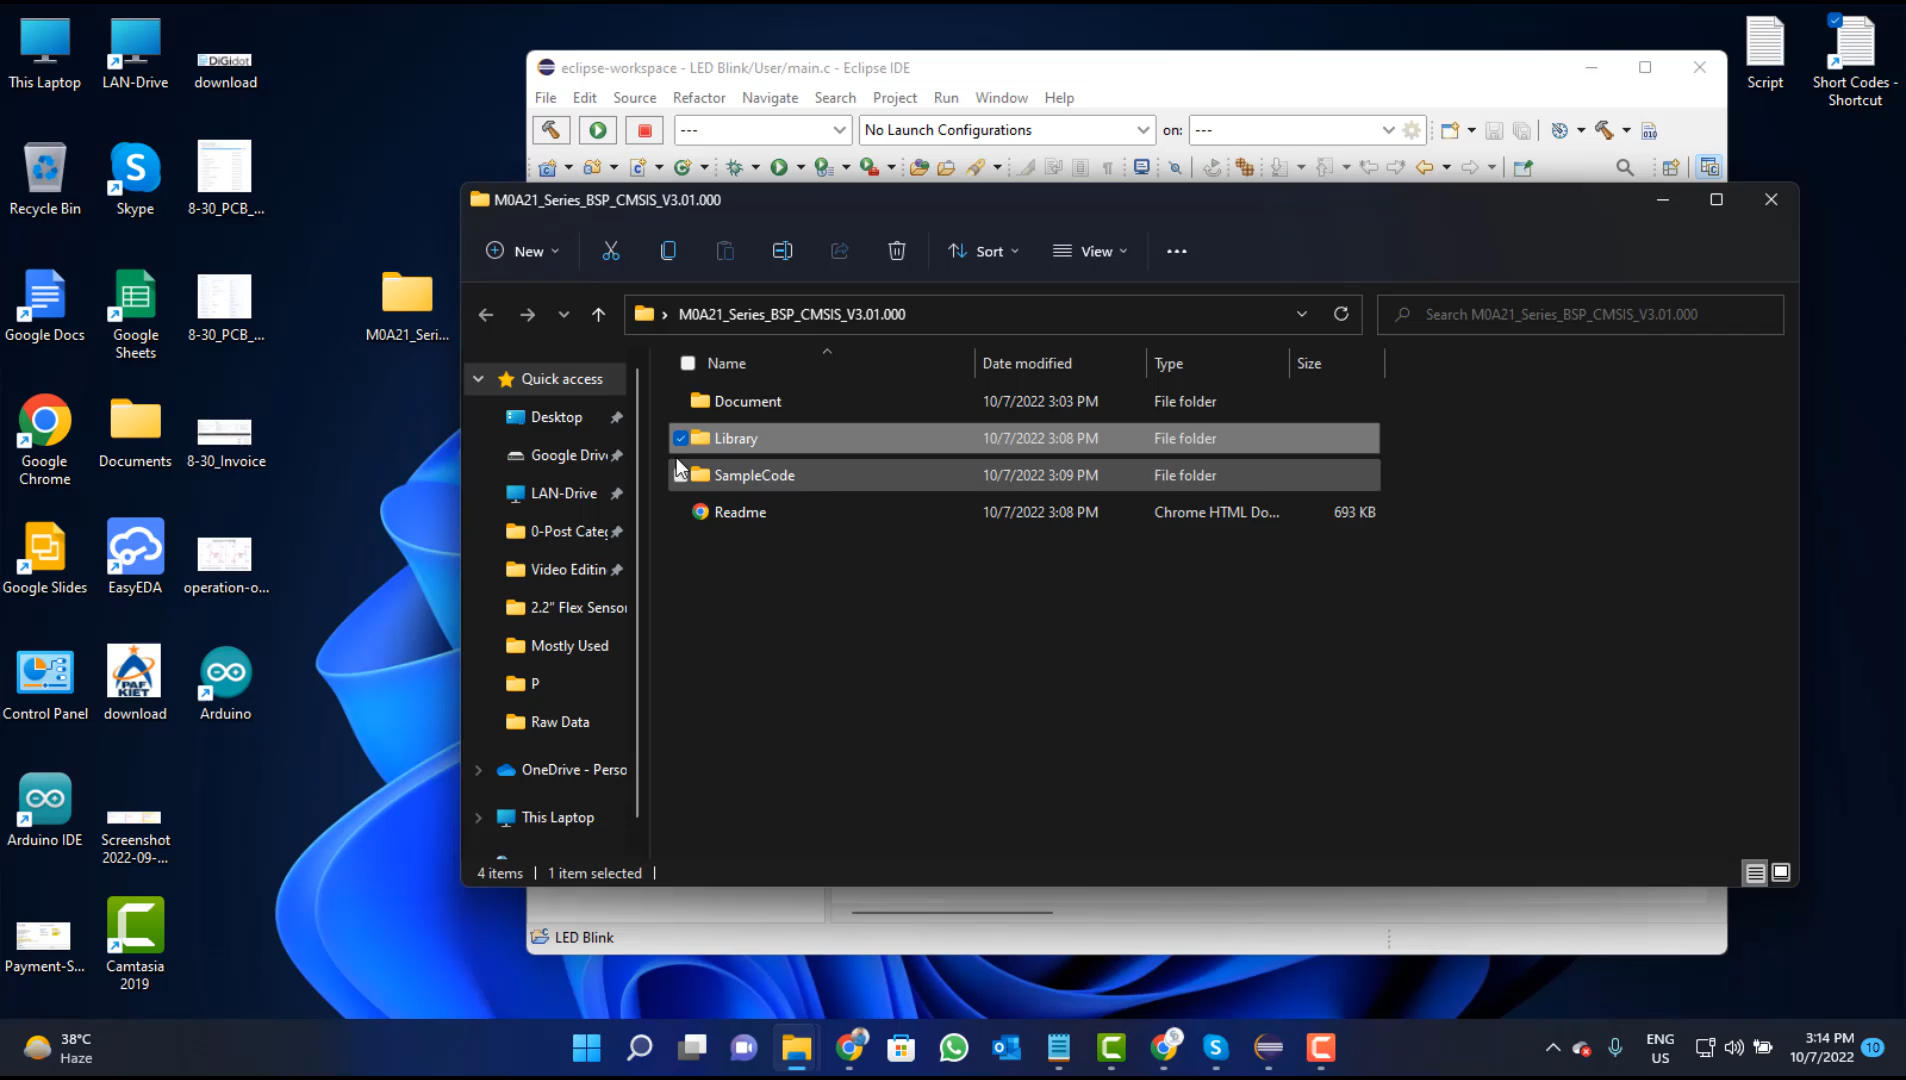 This Laptop
LAN-Drive
DiGidot
download
Recycle Bin
Skype
8-30_PCB_...
Google Docs
Google
Sheets
8-30_PCB_...
Google
Chrome
Documents
8-30_Invoice
Google Slides
EasyEDA
operation-o...
Control Panel
PAF
KIET
download
Arduino
Arduino IDE
Screenshot
2022-09-...
Payment-S...
Camtasia
2019
M0A21_Seri...
Script
Short Codes -
Shortcut
eclipse-workspace - LED Blink/User/main.c - Eclipse IDE
File Edit Source Refactor Navigate Search Project Run Window Help
--- No Launch Configurations on: ---
M0A21_Series_BSP_CMSIS_V3.01.000
New Sort View
M0A21_Series_BSP_CMSIS_V3.01.000
Search M0A21_Series_BSP_CMSIS_V3.01.000
Quick access
Desktop
Google Driv
LAN-Drive
0-Post Cate
Video Editin
2.2" Flex Senso
Mostly Used
P
Raw Data
OneDrive - Perso
This Laptop
Name Date modified Type Size
Document 10/7/2022 3:03 PM File folder
Library 10/7/2022 3:08 PM File folder
SampleCode 10/7/2022 3:09 PM File folder
Readme 10/7/2022 3:08 PM Chrome HTML Do... 693 KB
4 items 1 item selected
LED Blink
38°C
Haze
ENG
US
3:14 PM
10/7/2022
10